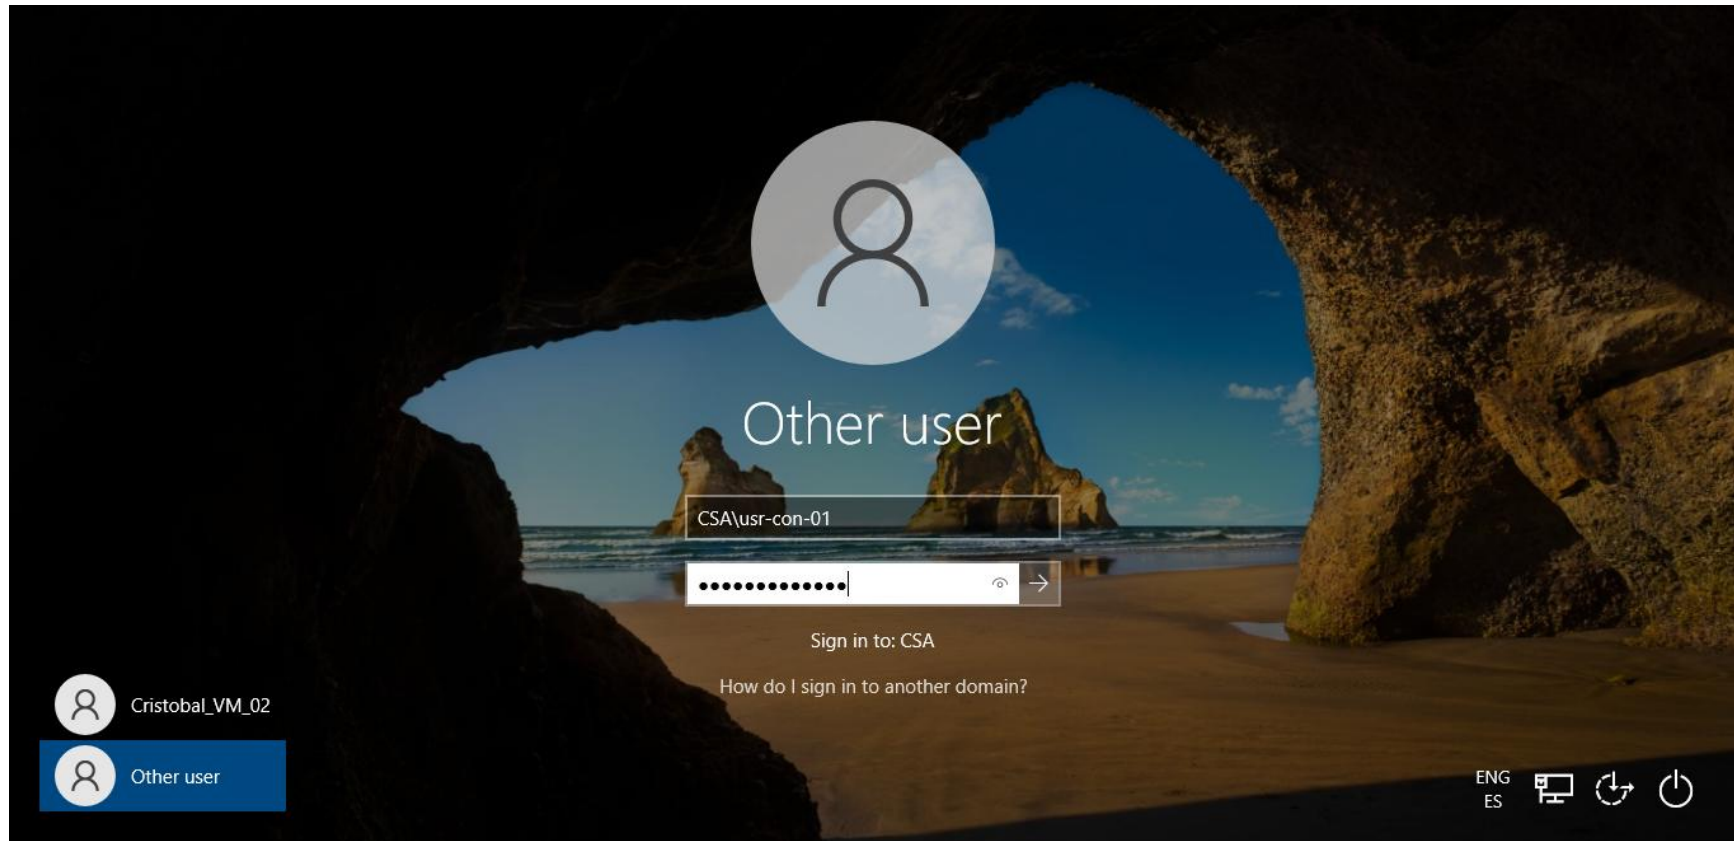 Other user
CSA\usr-con-01
●●●●●●●●●●●●●
Sign in to: CSA
How do I sign in to another domain?
Cristobal_VM_02
Other user
ENG
ES